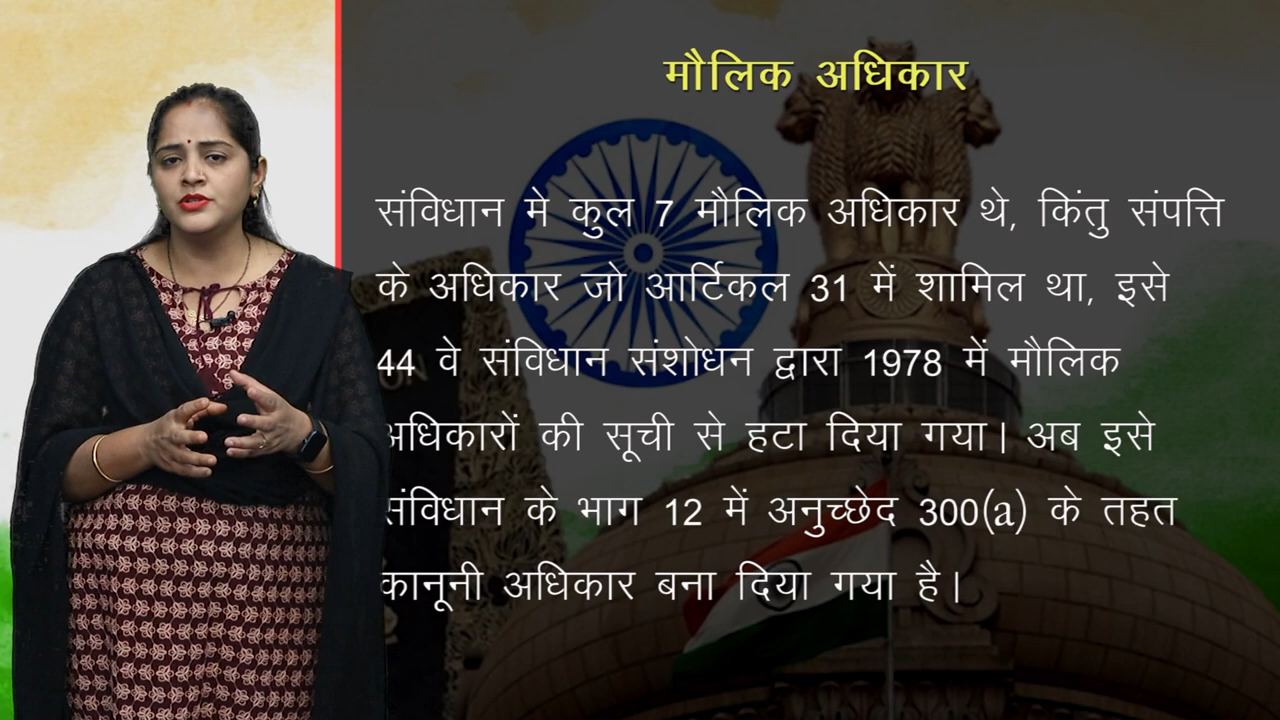 मौलिक अधिकार
संविधान मे कुल 7 मौलिक अधिकार थे, किंतु संपत्ति
के अधिकार जो आर्टिकल 31 में शामिल था, इसे
44 वे संविधान संशोधन द्वारा 1978 में मौलिक
अधिकारों की सूची से हटा दिया गया। अब इसे
संविधान के भाग 12 में अनुच्छेद 300(a) के तहत
कानूनी अधिकार बना दिया गया है।